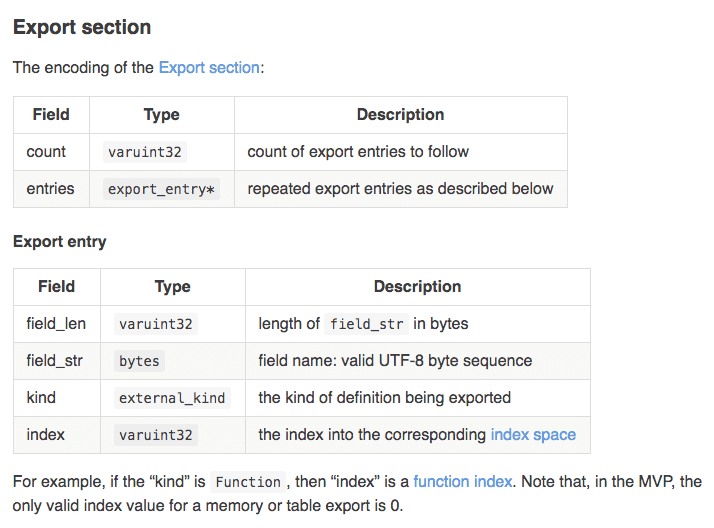 Export section
The encoding of the Export section:
Field Type Description
count varuint32 count of export entries to follow
entries export_entry* repeated export entries as described below
Export entry
Field Type Description
field_len varuint32 length of field_str in bytes
field_str bytes field name: valid UTF-8 byte sequence
kind external_kind the kind of definition being exported
index varuint32 the index into the corresponding index space
For example, if the “kind” is Function , then “index” is a function index. Note that, in the MVP, the
only valid index value for a memory or table export is 0.